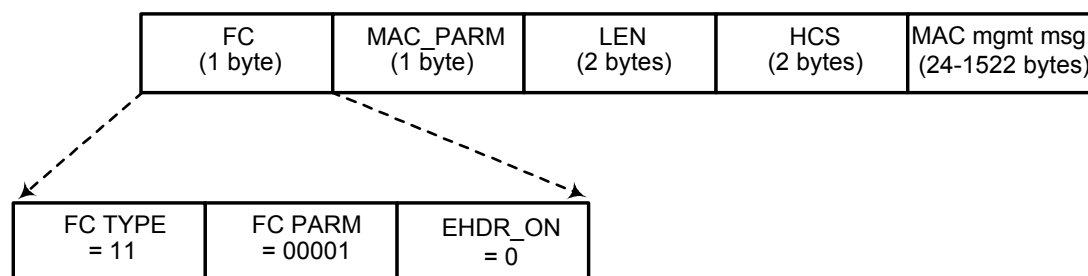 FC
(1 byte)
MAC_PARM
(1 byte)
LEN
(2 bytes)
HCS
(2 bytes)
MAC mgmt msg
(24-1522 bytes)
FC TYPE
= 11
FC PARM
= 00001
EHDR_ON
= 0